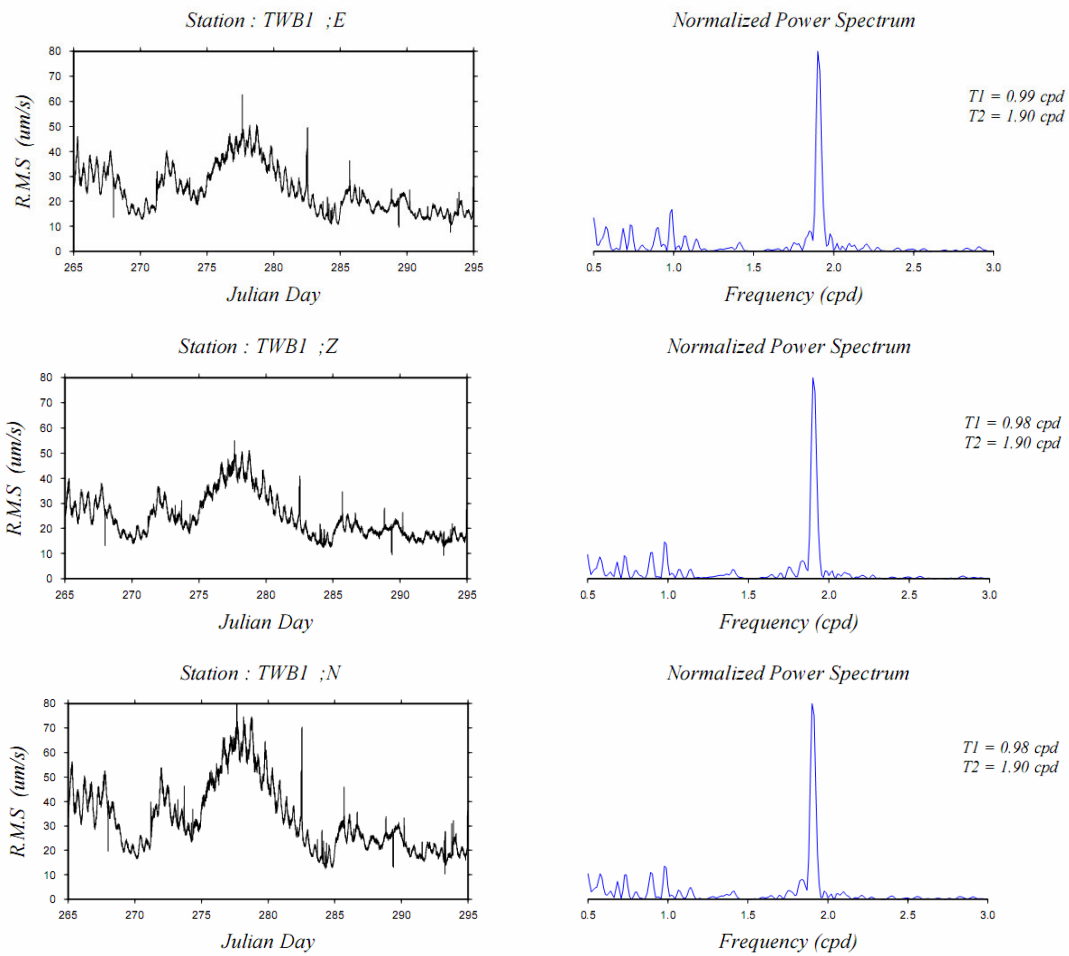 Station : TWB1 ;E
Normalized Power Spectrum
80
70
60
50
40
30
20
10
0
R.M.S (um/s)
265 270 275 280 285 290 295
Julian Day
T1 = 0.99 cpd
T2 = 1.90 cpd
0.5 1.0 1.5 2.0 2.5 3.0
Frequency (cpd)
Station : TWB1 ;Z
Normalized Power Spectrum
80
70
60
50
40
30
20
10
0
R.M.S (um/s)
265 270 275 280 285 290 295
Julian Day
T1 = 0.98 cpd
T2 = 1.90 cpd
0.5 1.0 1.5 2.0 2.5 3.0
Frequency (cpd)
Station : TWB1 ;N
Normalized Power Spectrum
80
70
60
50
40
30
20
10
0
R.M.S (um/s)
265 270 275 280 285 290 295
Julian Day
T1 = 0.98 cpd
T2 = 1.90 cpd
0.5 1.0 1.5 2.0 2.5 3.0
Frequency (cpd)